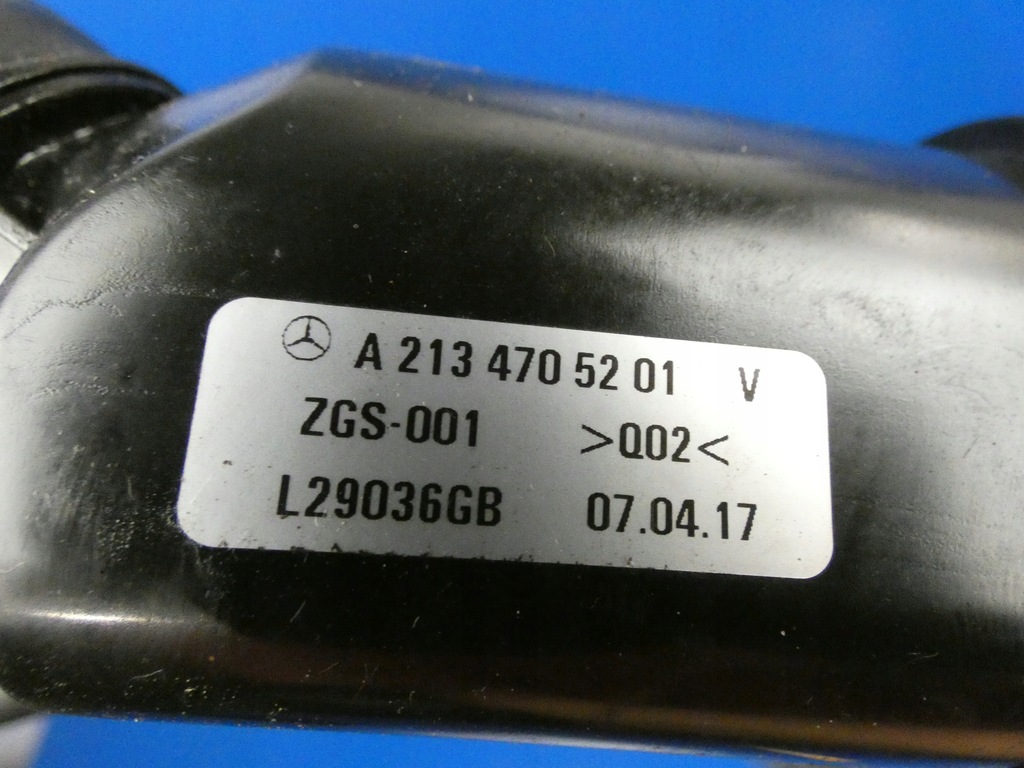 A 213 470 52 01 V
ZGS-001 >Q02<
L29036GB 07.04.17